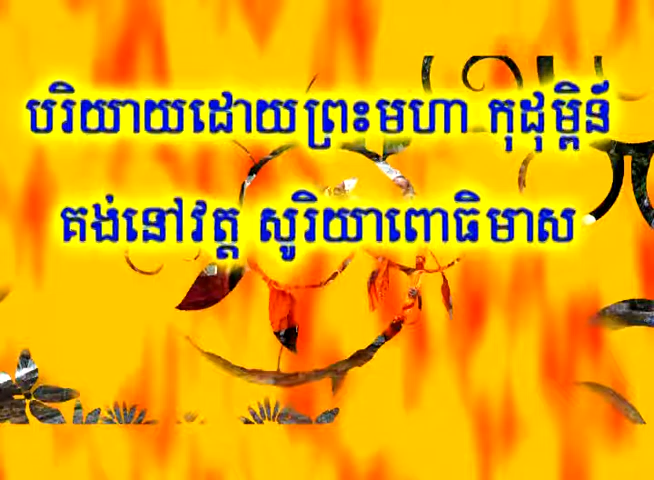 បរិយាយដោយព្រះមហា កុដុម្ពិន័
គង់នៅវត្ត សូរិយាពោធិមាស